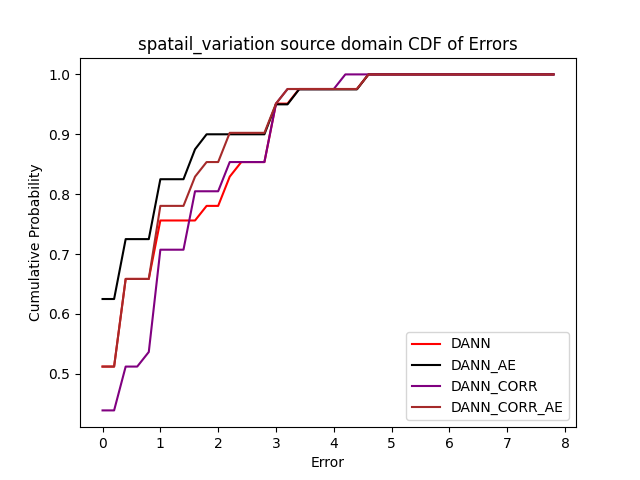 spatail_variation source domain CDF of Errors
Cumulative Probability
1.0
0.9
0.8
0.7
0.6
0.5
DANN
DANN_AE
DANN_CORR
DANN_CORR_AE
0 1 2 3 4 5 6 7 8
Error